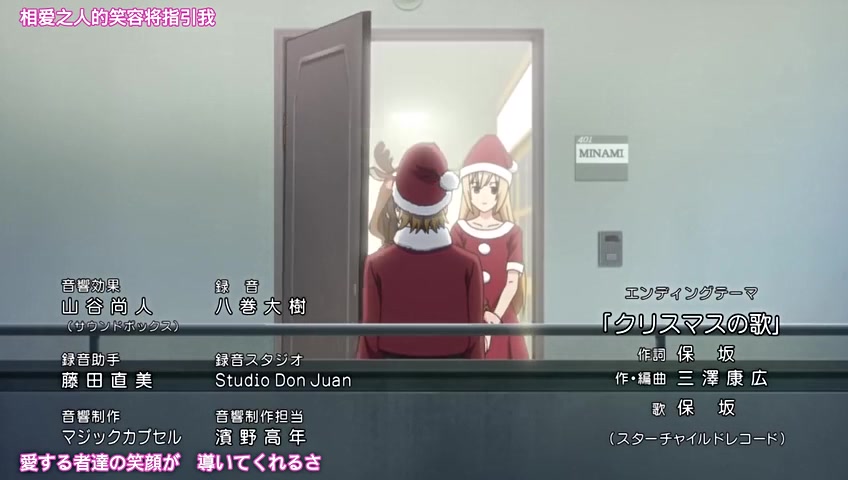 相爱之人的笑容将指引我
401
MINAMI
音響効果
山谷尚人
（サウンドボックス）
録音
八巻大樹
録音助手
藤田直美
録音スタジオ
Studio Don Juan
音響制作
マジックカプセル
音響制作担当
濱野高年
エンディングテーマ
「クリスマスの歌」
作詞 保坂
作・編曲 三澤康広
歌 保坂
（スターチャイルドレコード）
愛する者達の笑顔が 導いてくれるさ